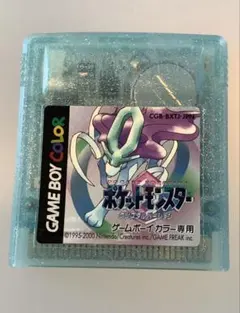 CGB-BXTJ-JPN
GAME BOY COLOR
ポケットモンスター
クリスタルバージョン
ゲームボーイカラー専用
©1995-2000 Nintendo/Creatures inc./GAME FREAK inc.